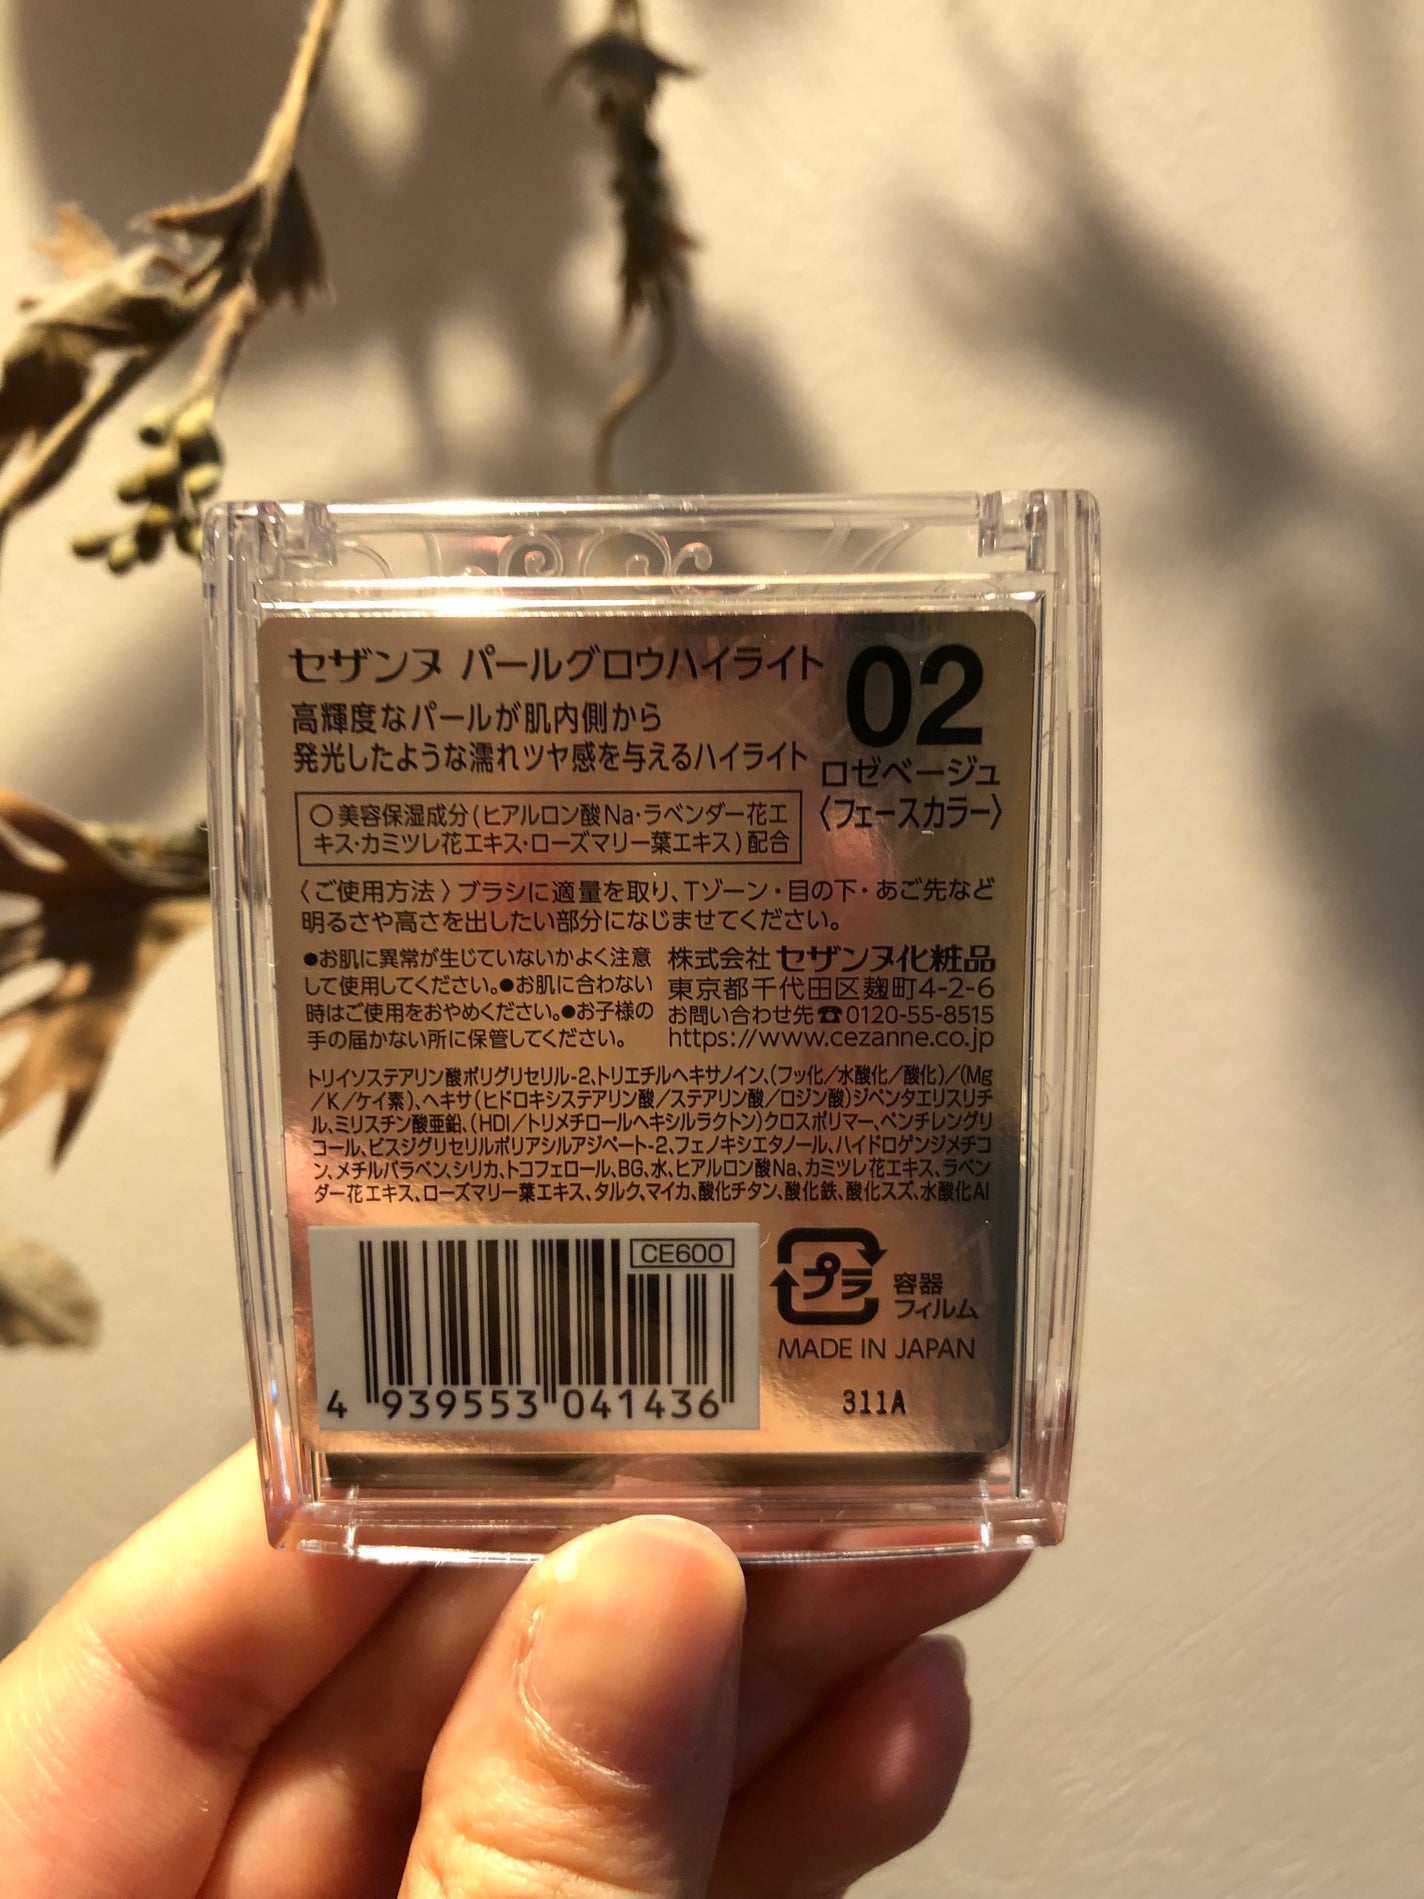 セザンヌ パールグロウハイライト
02
高輝度なパールが肌内側から
発光したような濡れツヤ感を与えるハイライト
ロゼベージュ
〈フェースカラー〉
○美容保湿成分(ヒアルロン酸Na・ラベンダー花エ
キス・カミツレ花エキス・ローズマリー葉エキス)配合
〈ご使用方法〉ブラシに適量を取り、Tゾーン・目の下・あご先など
明るさや高さを出したい部分になじませてください。
●お肌に異常が生じていないかよく注意
して使用してください。●お肌に合わない
時はご使用をおやめください。●お子様の
手の届かない所に保管してください。
株式会社 セザンヌ化粧品
東京都千代田区麹町4-2-6
お問い合わせ先☎0120-55-8515
https://www.cezanne.co.jp
トリイソステアリン酸ポリグリセリル-2、トリエチルヘキサノイン、(フッ化/水酸化/酸化)/(Mg
/K/ケイ素)、ヘキサ(ヒドロキシステアリン酸/ステアリン酸/ロジン酸)ジペンタエリスリチ
ル、ミリスチン酸亜鉛、(HDI/トリメチロールヘキシルラクトン)クロスポリマー、ペンチレングリ
コール、ビスジグリセリルポリアシルアジペート-2、フェノキシエタノール、ハイドロゲンジメチコ
ン、メチルパラベン、シリカ、トコフェロール、BG、水、ヒアルロン酸Na、カミツレ花エキス、ラベン
ダー花エキス、ローズマリー葉エキス、タルク、マイカ、酸化チタン、酸化鉄、酸化スズ、水酸化Al
CE600
4 939553 041436
プラ
容器
フィルム
MADE IN JAPAN
311A